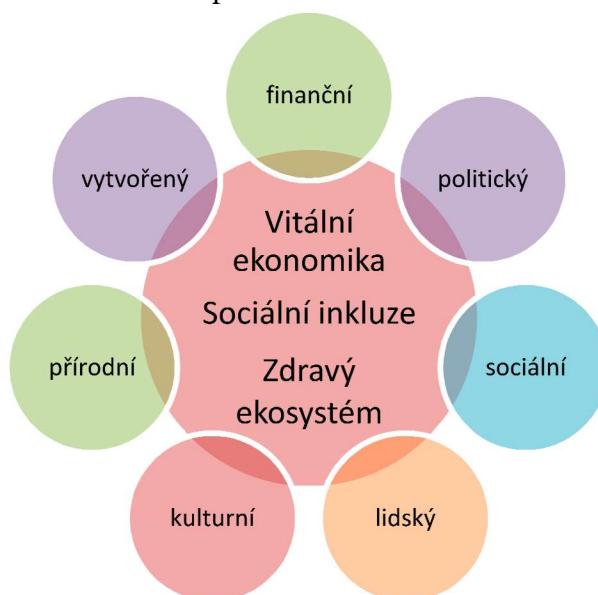 finanční
vytvořený
politický
Vitální
ekonomika
Sociální inkluze
přírodní
sociální
Zdravý
ekosystém
kulturní
lidský